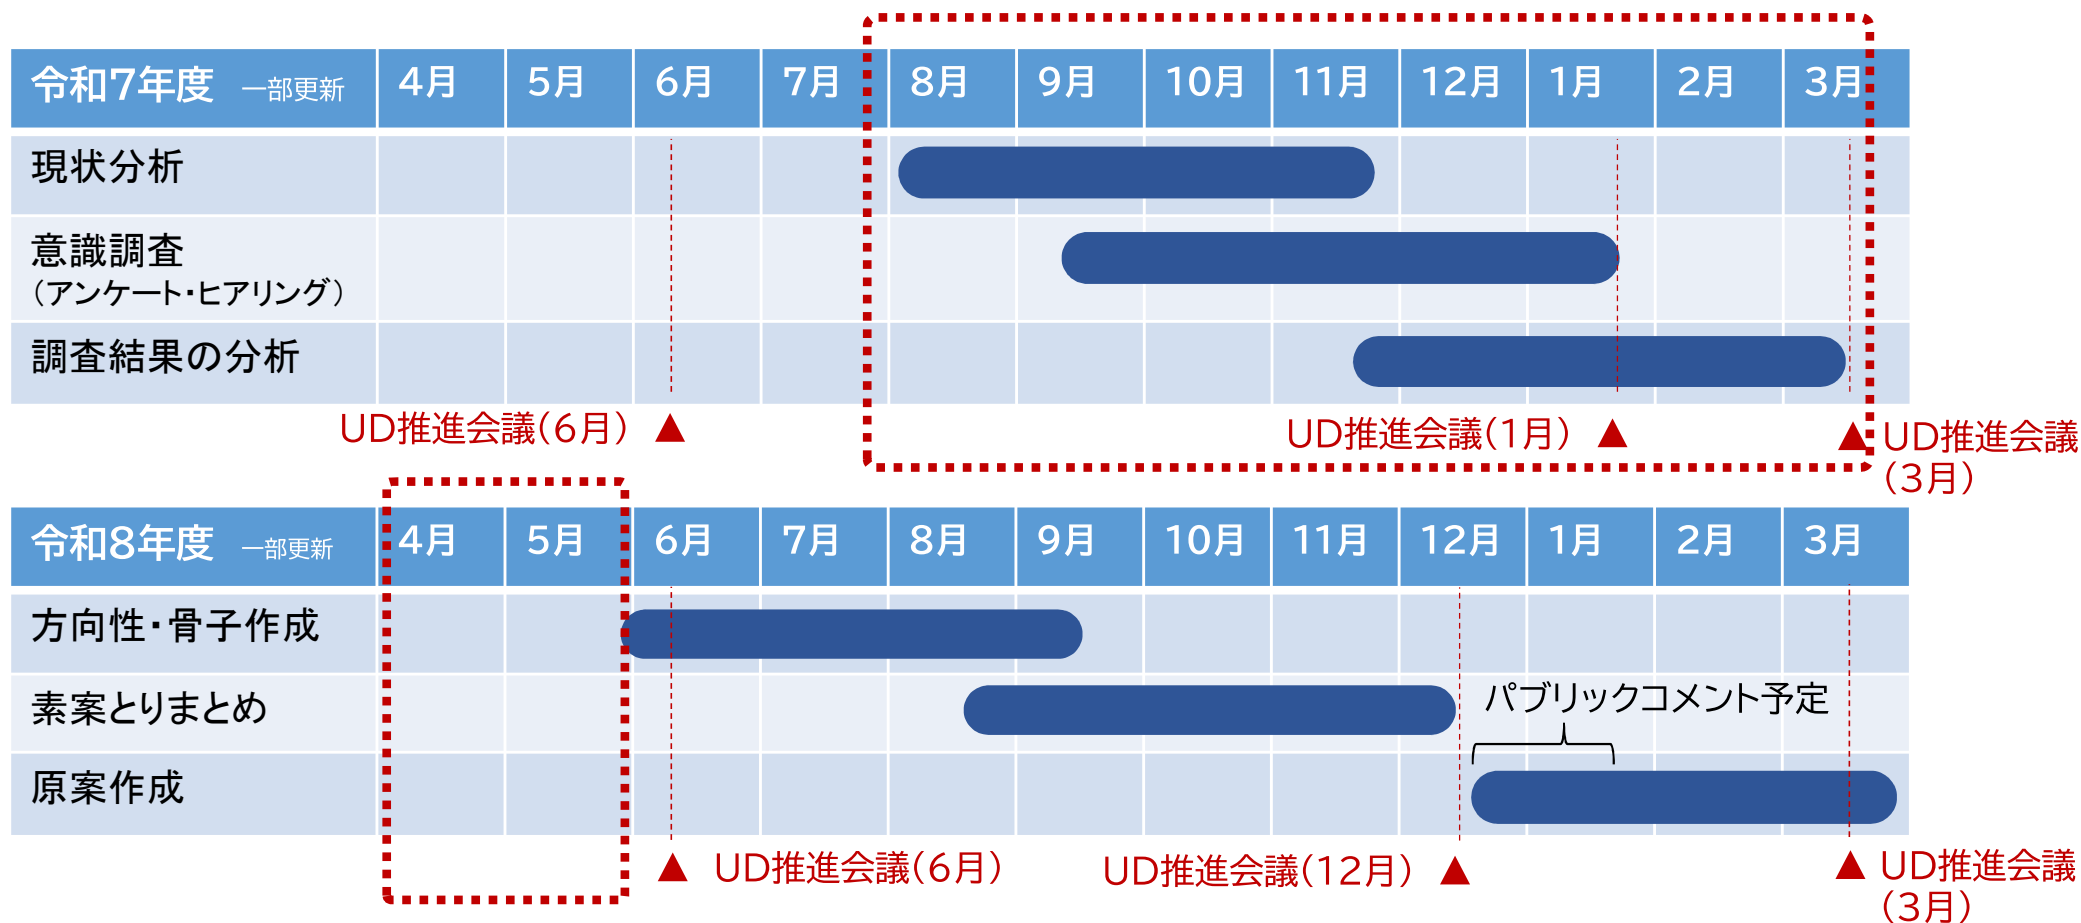 令和7年度 一部更新 4月 5月 6月 7月 8月 9月 10月 11月 12月 1月 2月 3月
現状分析
意識調査
（アンケート・ヒアリング）
調査結果の分析
UD推進会議(6月) ▲
UD推進会議(1月) ▲
▲ UD推進会議
(3月)
令和8年度 一部更新 4月 5月 6月 7月 8月 9月 10月 11月 12月 1月 2月 3月
方向性・骨子作成
素案とりまとめ
パブリックコメント予定
原案作成
▲ UD推進会議(6月)
UD推進会議(12月) ▲
▲ UD推進会議
(3月)